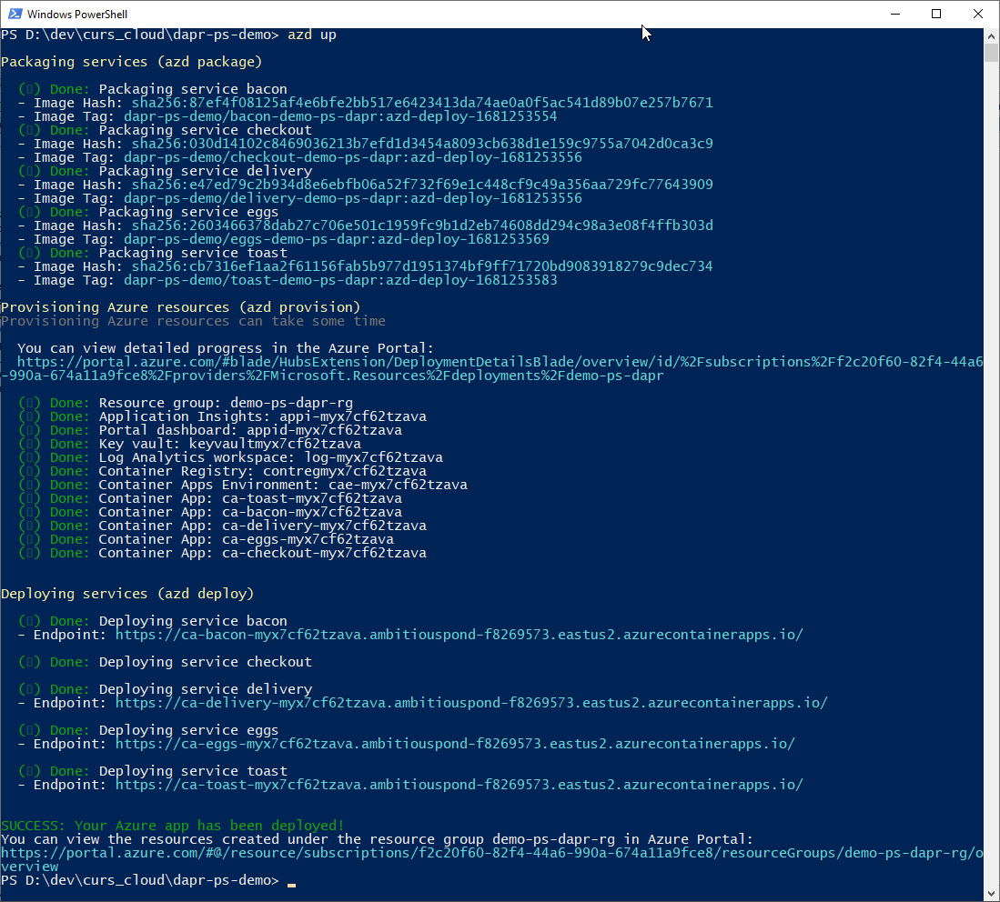 Windows PowerShell
PS D:\dev\curs_cloud\dapr-ps-demo> azd up
Packaging services (azd package)
(▯) Done: Packaging service bacon
- Image Hash: sha256:87ef4f08125af4e6bfe2bb517e6423413da74ae0a0f5ac541d89b07e257b7671
- Image Tag: dapr-ps-demo/bacon-demo-ps-dapr:azd-deploy-1681253554
(▯) Done: Packaging service checkout
- Image Hash: sha256:030d14102c8469036213b7efd1d3454a8093cb638d1e159c9755a7042d0ca3c9
- Image Tag: dapr-ps-demo/checkout-demo-ps-dapr:azd-deploy-1681253556
(▯) Done: Packaging service delivery
- Image Hash: sha256:e47ed79c2b934d8e6ebfb06a52f732f69e1c448cf9c49a356aa729fc77643909
- Image Tag: dapr-ps-demo/delivery-demo-ps-dapr:azd-deploy-1681253556
(▯) Done: Packaging service eggs
- Image Hash: sha256:2603466378dab27c706e501c1959fc9b1d2eb74608dd294c98a3e08f4ffb303d
- Image Tag: dapr-ps-demo/eggs-demo-ps-dapr:azd-deploy-1681253569
(▯) Done: Packaging service toast
- Image Hash: sha256:cb7316ef1aa2f61156fab5b977d1951374bf9ff71720bd9083918279c9dec734
- Image Tag: dapr-ps-demo/toast-demo-ps-dapr:azd-deploy-1681253583
Provisioning Azure resources (azd provision)
Provisioning Azure resources can take some time
You can view detailed progress in the Azure Portal:
https://portal.azure.com/#blade/HubsExtension/DeploymentDetailsBlade/overview/id/%2Fsubscriptions%2Ff2c20f60-82f4-44a6
-990a-674a11a9fce8%2Fproviders%2FMicrosoft.Resources%2Fdeployments%2Fdemo-ps-dapr
(▯) Done: Resource group: demo-ps-dapr-rg
(▯) Done: Application Insights: appi-myx7cf62tzava
(▯) Done: Portal dashboard: appid-myx7cf62tzava
(▯) Done: Key vault: keyvaultmyx7cf62tzava
(▯) Done: Log Analytics workspace: log-myx7cf62tzava
(▯) Done: Container Registry: contregmyx7cf62tzava
(▯) Done: Container Apps Environment: cae-myx7cf62tzava
(▯) Done: Container App: ca-toast-myx7cf62tzava
(▯) Done: Container App: ca-bacon-myx7cf62tzava
(▯) Done: Container App: ca-delivery-myx7cf62tzava
(▯) Done: Container App: ca-eggs-myx7cf62tzava
(▯) Done: Container App: ca-checkout-myx7cf62tzava
Deploying services (azd deploy)
(▯) Done: Deploying service bacon
- Endpoint: https://ca-bacon-myx7cf62tzava.ambitiouspond-f8269573.eastus2.azurecontainerapps.io/
(▯) Done: Deploying service checkout
(▯) Done: Deploying service delivery
- Endpoint: https://ca-delivery-myx7cf62tzava.ambitiouspond-f8269573.eastus2.azurecontainerapps.io/
(▯) Done: Deploying service eggs
- Endpoint: https://ca-eggs-myx7cf62tzava.ambitiouspond-f8269573.eastus2.azurecontainerapps.io/
(▯) Done: Deploying service toast
- Endpoint: https://ca-toast-myx7cf62tzava.ambitiouspond-f8269573.eastus2.azurecontainerapps.io/
SUCCESS: Your Azure app has been deployed!
You can view the resources created under the resource group demo-ps-dapr-rg in Azure Portal:
https://portal.azure.com/#@/resource/subscriptions/f2c20f60-82f4-44a6-990a-674a11a9fce8/resourceGroups/demo-ps-dapr-rg/o
verview
PS D:\dev\curs_cloud\dapr-ps-demo>